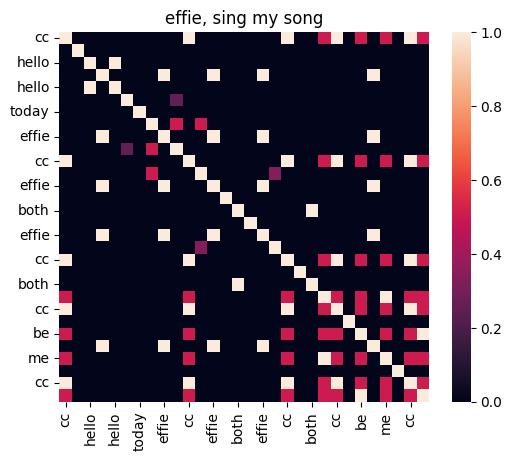 effie, sing my song
cc
hello
hello
today
effie
cc
effie
both
effie
cc
both
cc
be
me
cc
1.0
0.8
0.6
0.4
0.2
0.0
cc
hello
hello
today
effie
cc
effie
both
effie
cc
both
cc
be
me
cc